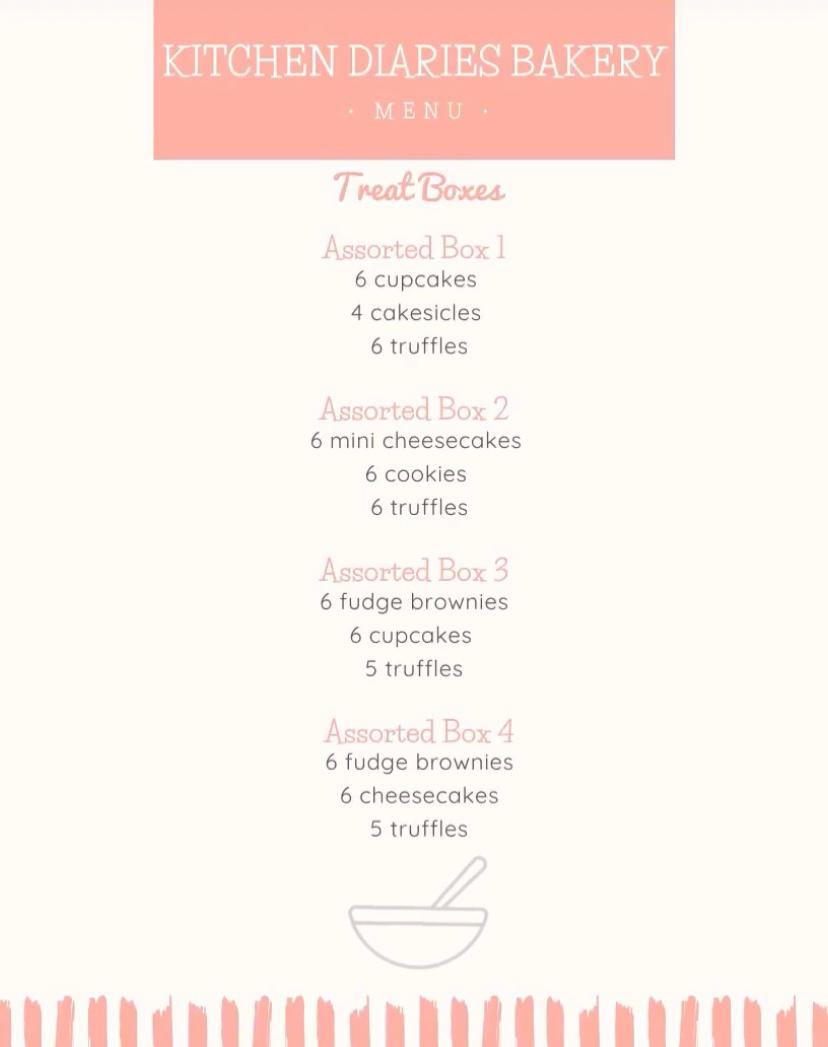 KITCHEN DIARIES BAKERY
· MENU ·
Treat Boxes
Assorted Box 1
6 cupcakes
4 cakesicles
6 truffles
Assorted Box 2
6 mini cheesecakes
6 cookies
6 truffles
Assorted Box 3
6 fudge brownies
6 cupcakes
5 truffles
Assorted Box 4
6 fudge brownies
6 cheesecakes
5 truffles